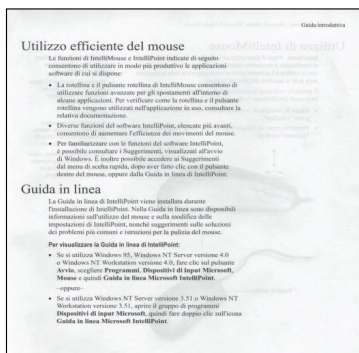 Guida introduttiva
Utilizzo efficiente del mouse
Le funzioni di IntelliMouse e IntelliPoint indicate di seguito
consentono di utilizzare in modo più produttivo le applicazioni
software di cui si dispone:
• La rotellina e il pulsante rotellina di IntelliMouse consentono di
utilizzare funzioni avanzate per gli spostamenti all'interno di
alcune applicazioni. Per verificare come la rotellina e il pulsante
rotellina vengono utilizzati nell'applicazione in uso, consultare la
relativa documentazione.
• Diverse funzioni del software IntelliPoint, elencate più avanti,
consentono di aumentare l'efficienza dei movimenti del mouse.
• Per familiarizzare con le funzioni del software IntelliPoint,
è possibile consultare i Suggerimenti, visualizzati all'avvio
di Windows. È inoltre possibile accedere ai Suggerimenti
dal menu di scelta rapida, dopo aver fatto clic con il pulsante
destro del mouse, oppure dalla Guida in linea di IntelliPoint.
Guida in linea
La Guida in linea di IntelliPoint viene installata durante
l'installazione di IntelliPoint. Nella Guida in linea sono disponibili
informazioni sull'utilizzo del mouse e sulla modifica delle
impostazioni di IntelliPoint, nonché suggerimenti sulle soluzioni
dei problemi più comuni e istruzioni per la pulizia del mouse.
Per visualizzare la Guida in linea di IntelliPoint:
• Se si utilizza Windows 95, Windows NT Server versione 4.0
o Windows NT Workstation versione 4.0, fare clic sul pulsante
Avvio, scegliere Programmi, Dispositivi di input Microsoft,
Mouse e quindi Guida in linea Microsoft IntelliPoint.
–oppure–
• Se si utilizza Windows NT Server versione 3.51 o Windows NT
Workstation versione 3.51, aprire il gruppo di programmi
Dispositivi di input Microsoft, quindi fare doppio clic sull'icona
Guida in linea Microsoft IntelliPoint.